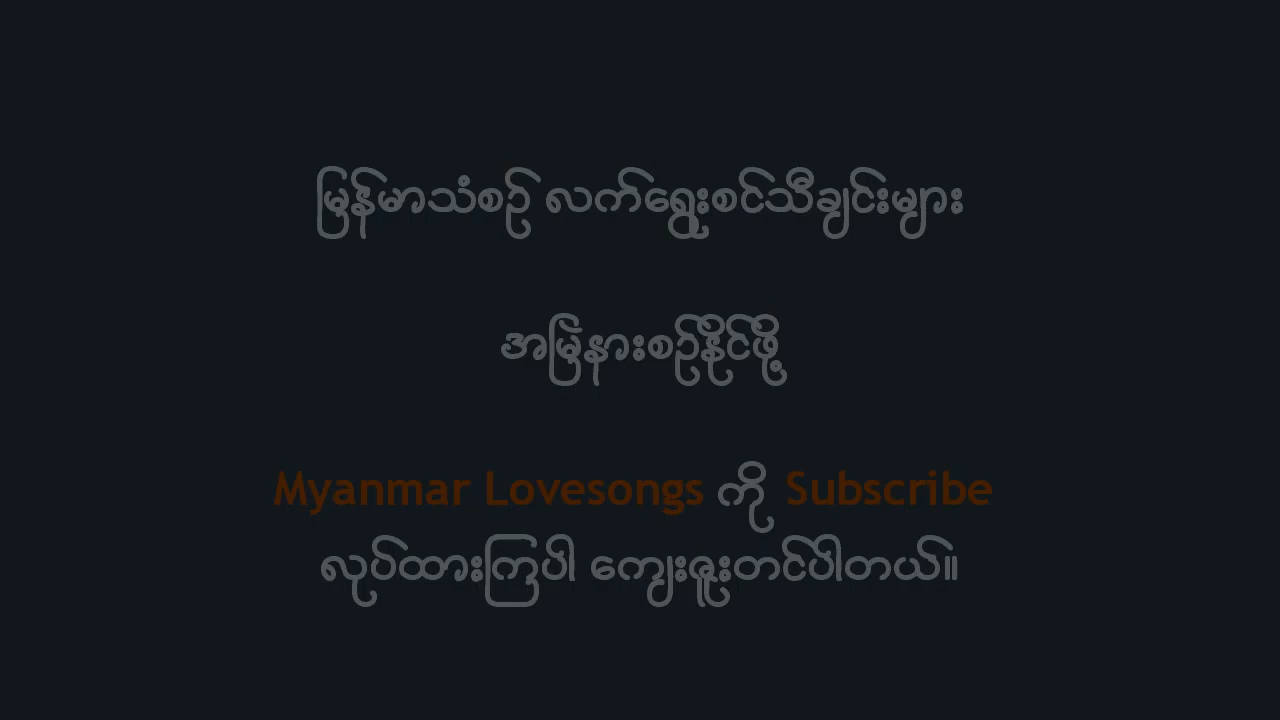 မြန်မာသံစဉ် လက်ရွေးစင်သီချင်းများ
အမြဲနားစဉ်နိုင်ဖို့
Myanmar Lovesongs ကို Subscribe
လုပ်ထားကြပါ ကျေးဇူးတင်ပါတယ်။